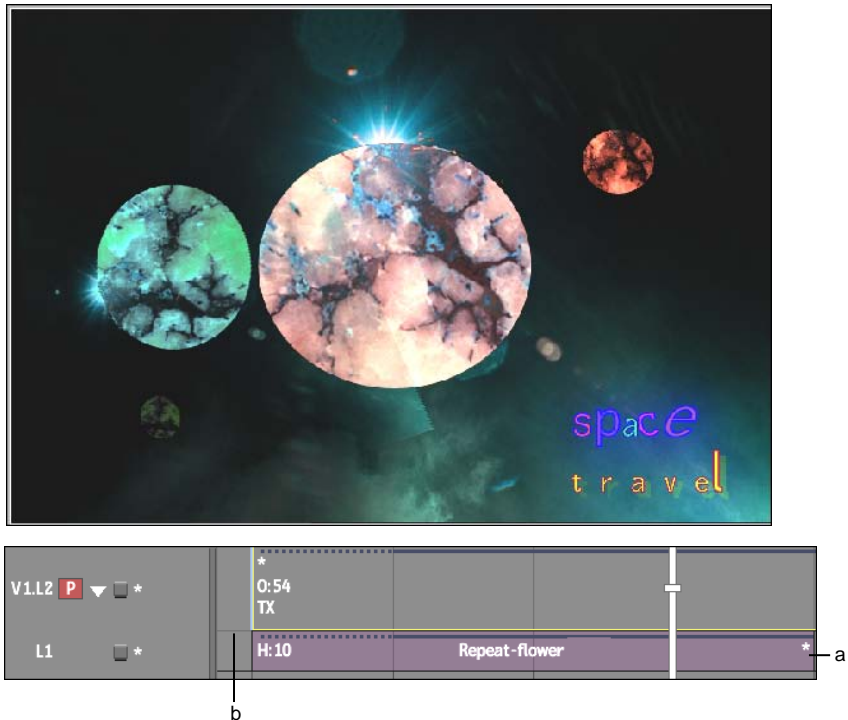 space
travel
V1.L2 P *
*
0:54
TX
L1 *
H:10 Repeat-flower *
a
b